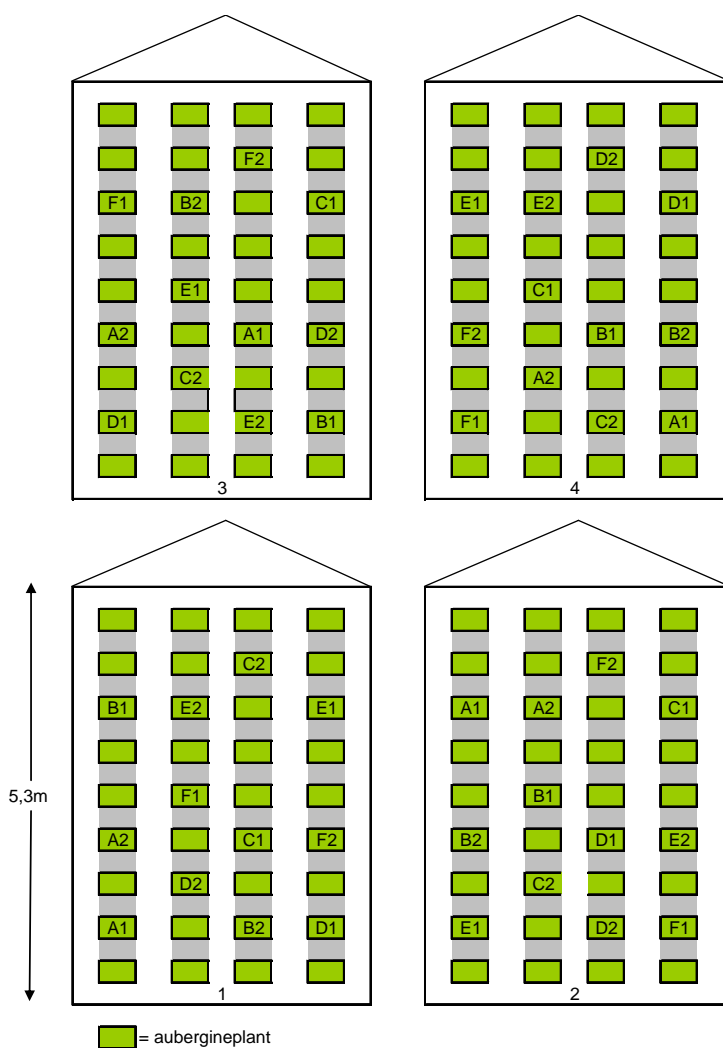 F2 D2
F1 B2 C1 E1 E2 D1
E1 C1
A2 A1 D2 F2 B1 B2
C2 A2
D1 E2 B1 F1 C2 A1
3 4
C2 F2
B1 E2 E1 A1 A2 C1
5,3m
F1 B1
A2 C1 F2 B2 D1 E2
D2 C2
A1 B2 D1 E1 D2 F1
1 2
= aubergineplant